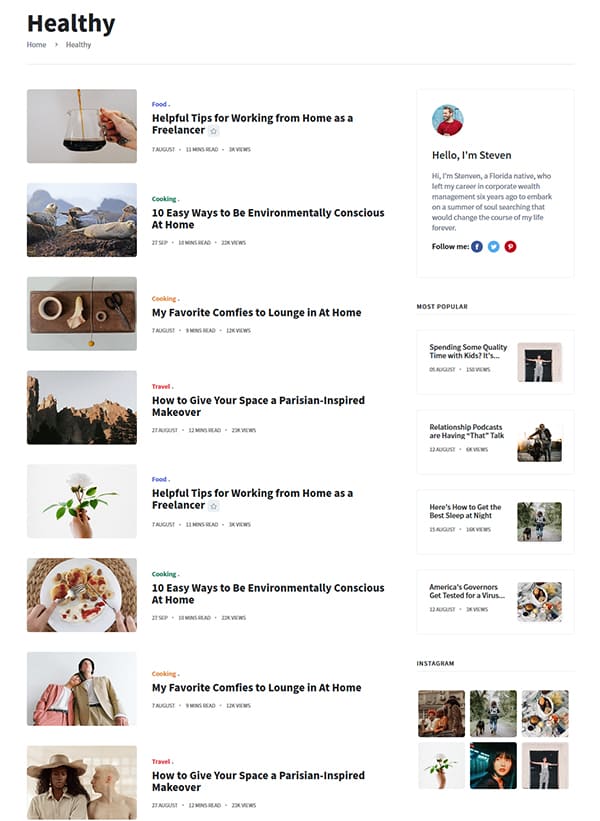 Healthy
Home > Healthy
Food .
Helpful Tips for Working from Home as a
Freelancer
7 AUGUST • 11 MINS READ • 3K VIEWS
Cooking .
10 Easy Ways to Be Environmentally Conscious
At Home
27 SEP • 10 MINS READ • 22K VIEWS
Cooking .
My Favorite Comfies to Lounge in At Home
7 AUGUST • 9 MINS READ • 12K VIEWS
Travel .
How to Give Your Space a Parisian-Inspired
Makeover
27 AUGUST • 12 MINS READ • 23K VIEWS
Food .
Helpful Tips for Working from Home as a
Freelancer
7 AUGUST • 11 MINS READ • 3K VIEWS
Cooking .
10 Easy Ways to Be Environmentally Conscious
At Home
27 SEP • 10 MINS READ • 22K VIEWS
Cooking .
My Favorite Comfies to Lounge in At Home
7 AUGUST • 9 MINS READ • 12K VIEWS
Travel .
How to Give Your Space a Parisian-Inspired
Makeover
27 AUGUST • 12 MINS READ • 23K VIEWS
Hello, I'm Steven
Hi, I'm Stenven, a Florida native, who
left my career in corporate wealth
management six years ago to embark
on a summer of soul searching that
would change the course of my life
forever.
Follow me:
MOST POPULAR
Spending Some Quality
Time with Kids? It's...
05 AUGUST • 150 VIEWS
Relationship Podcasts
are Having "That" Talk
12 AUGUST • 6K VIEWS
Here's How to Get the
Best Sleep at Night
15 AUGUST • 16K VIEWS
America's Governors
Get Tested for a Virus...
12 AUGUST • 3K VIEWS
INSTAGRAM